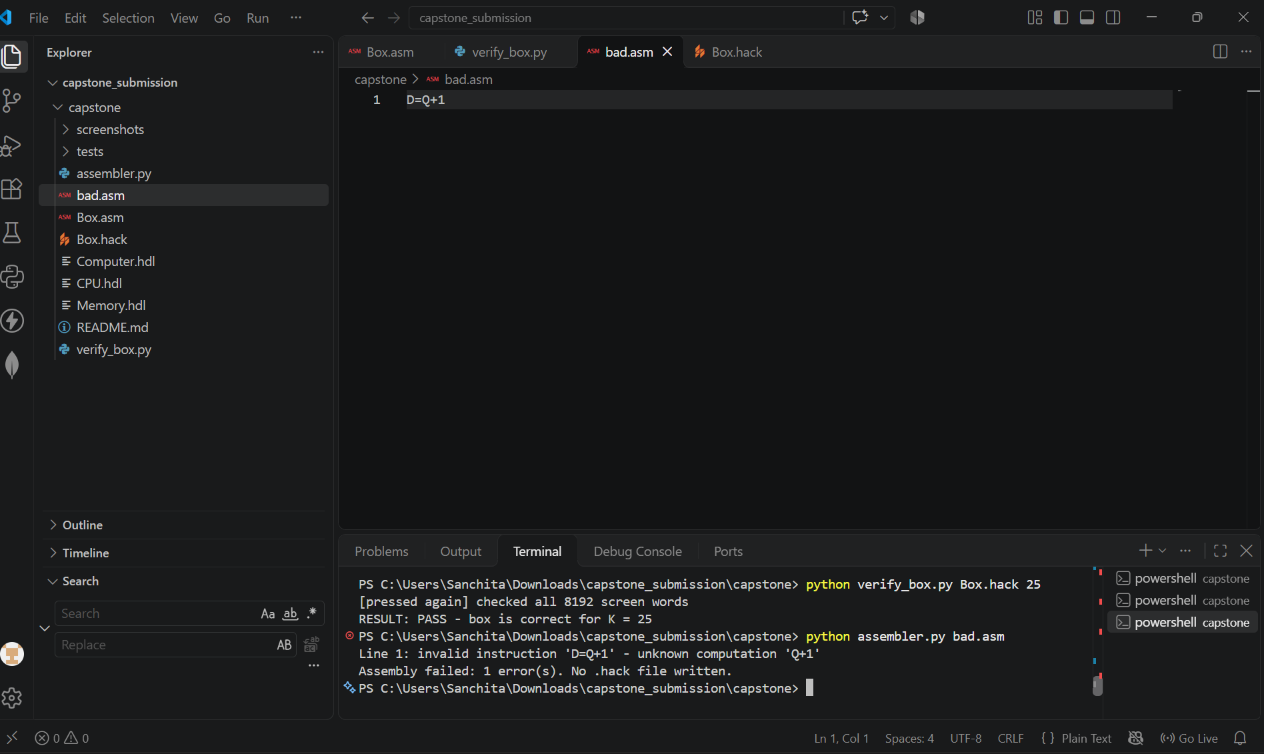 File Edit Selection View Go Run ···
capstone_submission
Explorer ···
capstone_submission
capstone
screenshots
tests
assembler.py
ASM bad.asm
ASM Box.asm
Box.hack
Computer.hdl
CPU.hdl
Memory.hdl
README.md
verify_box.py
Outline
Timeline
Search
Search Aa ab .*
Replace AB
···
ASM Box.asm verify_box.py ASM bad.asm Box.hack
capstone > ASM bad.asm
1 D=Q+1
Problems Output Terminal Debug Console Ports
PS C:\Users\Sanchita\Downloads\capstone_submission\capstone> python verify_box.py Box.hack 25
[pressed again] checked all 8192 screen words
RESULT: PASS - box is correct for K = 25
PS C:\Users\Sanchita\Downloads\capstone_submission\capstone> python assembler.py bad.asm
Line 1: invalid instruction 'D=Q+1' - unknown computation 'Q+1'
Assembly failed: 1 error(s). No .hack file written.
PS C:\Users\Sanchita\Downloads\capstone_submission\capstone>
powershell capstone
powershell capstone
powershell capstone
0 0
Ln 1, Col 1 Spaces: 4 UTF-8 CRLF {} Plain Text Go Live